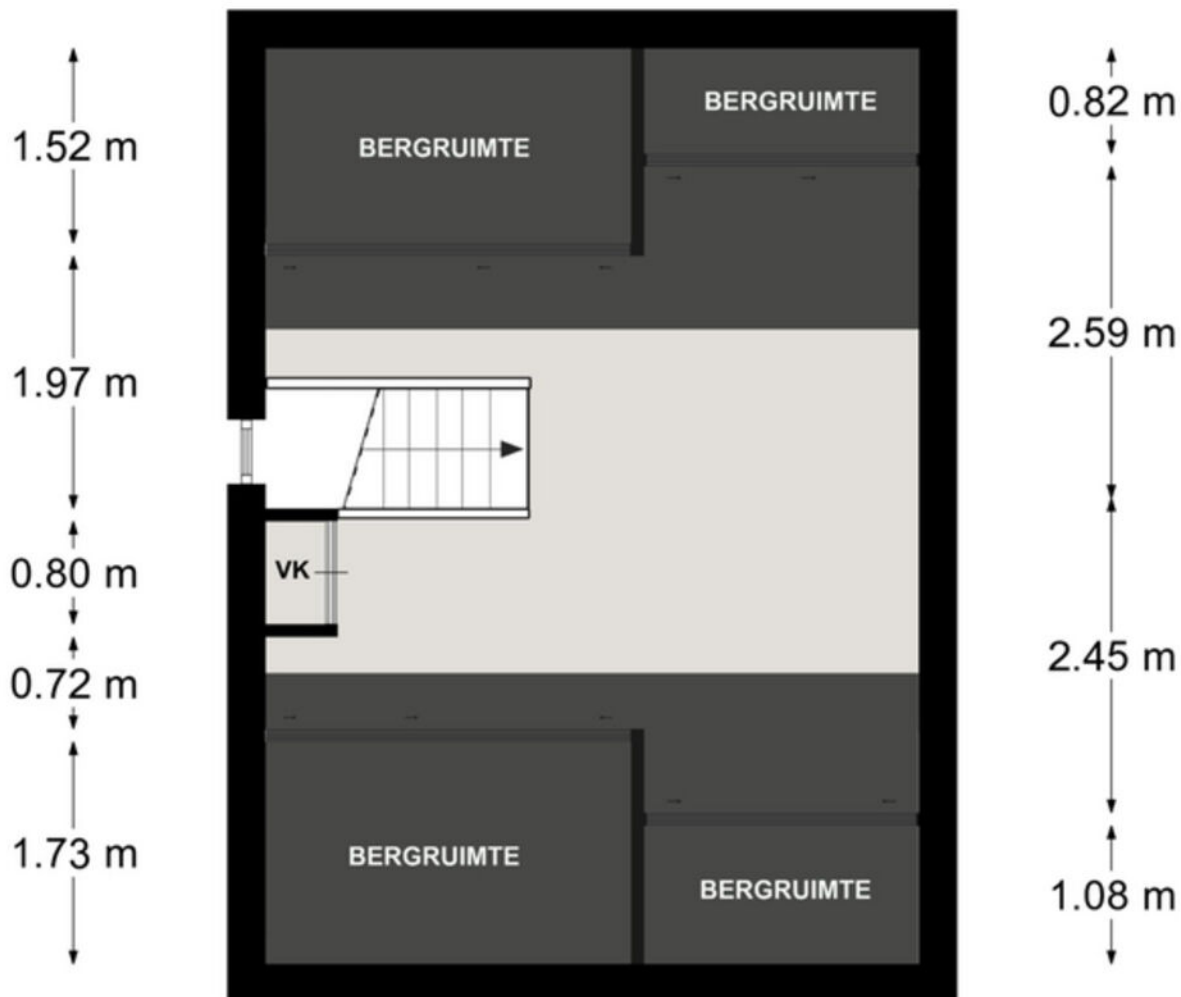 1.52 m
1.97 m
0.80 m
0.72 m
1.73 m
BERGRUIMTE
BERGRUIMTE
VK
BERGRUIMTE
BERGRUIMTE
0.82 m
2.59 m
2.45 m
1.08 m